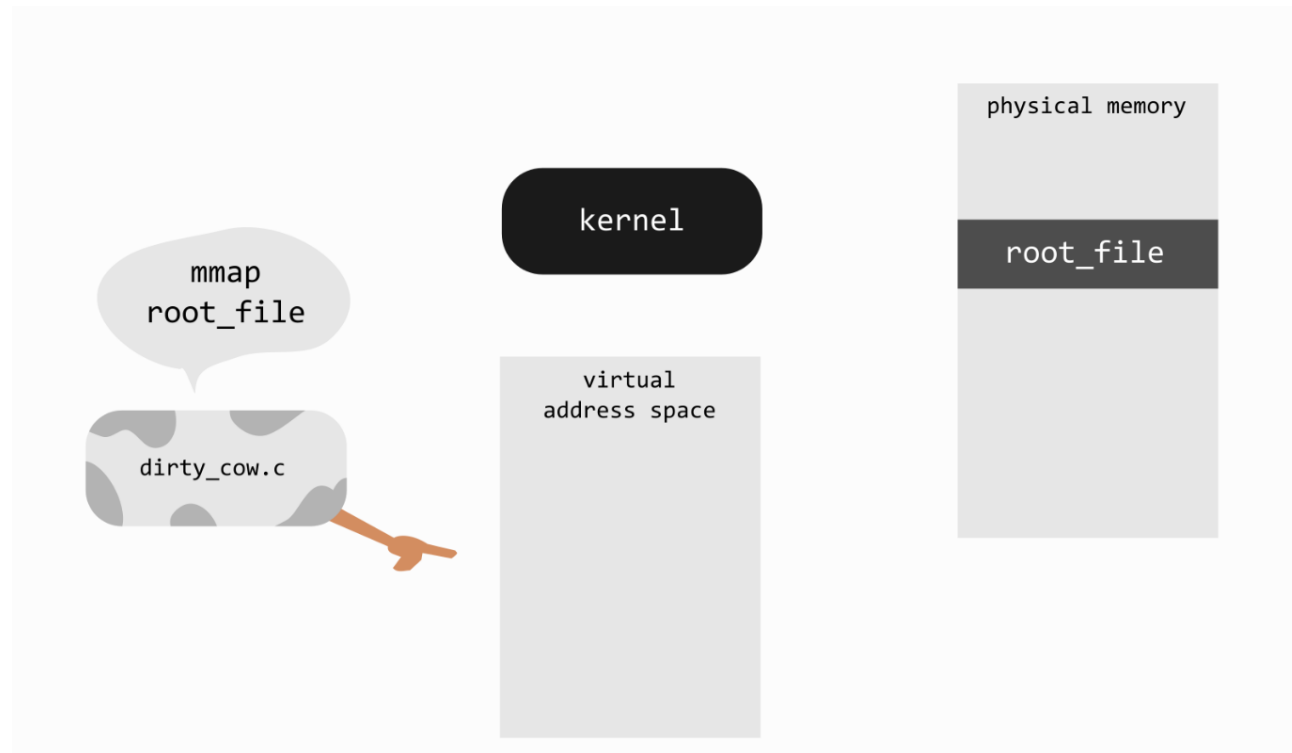 mmap
root_file
dirty_cow.c
kernel
virtual
address space
physical memory
root_file